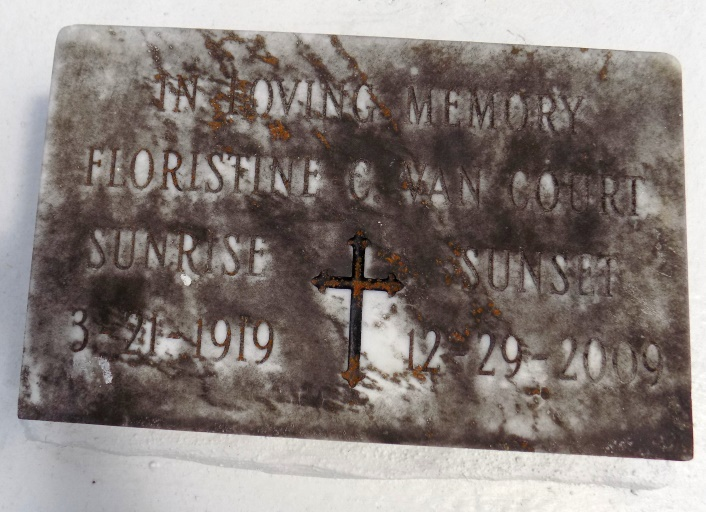 IN LOVING MEMORY
FLORISTINE C. VAN COURT
SUNRISE SUNSET
3-21-1919 12-29-2009